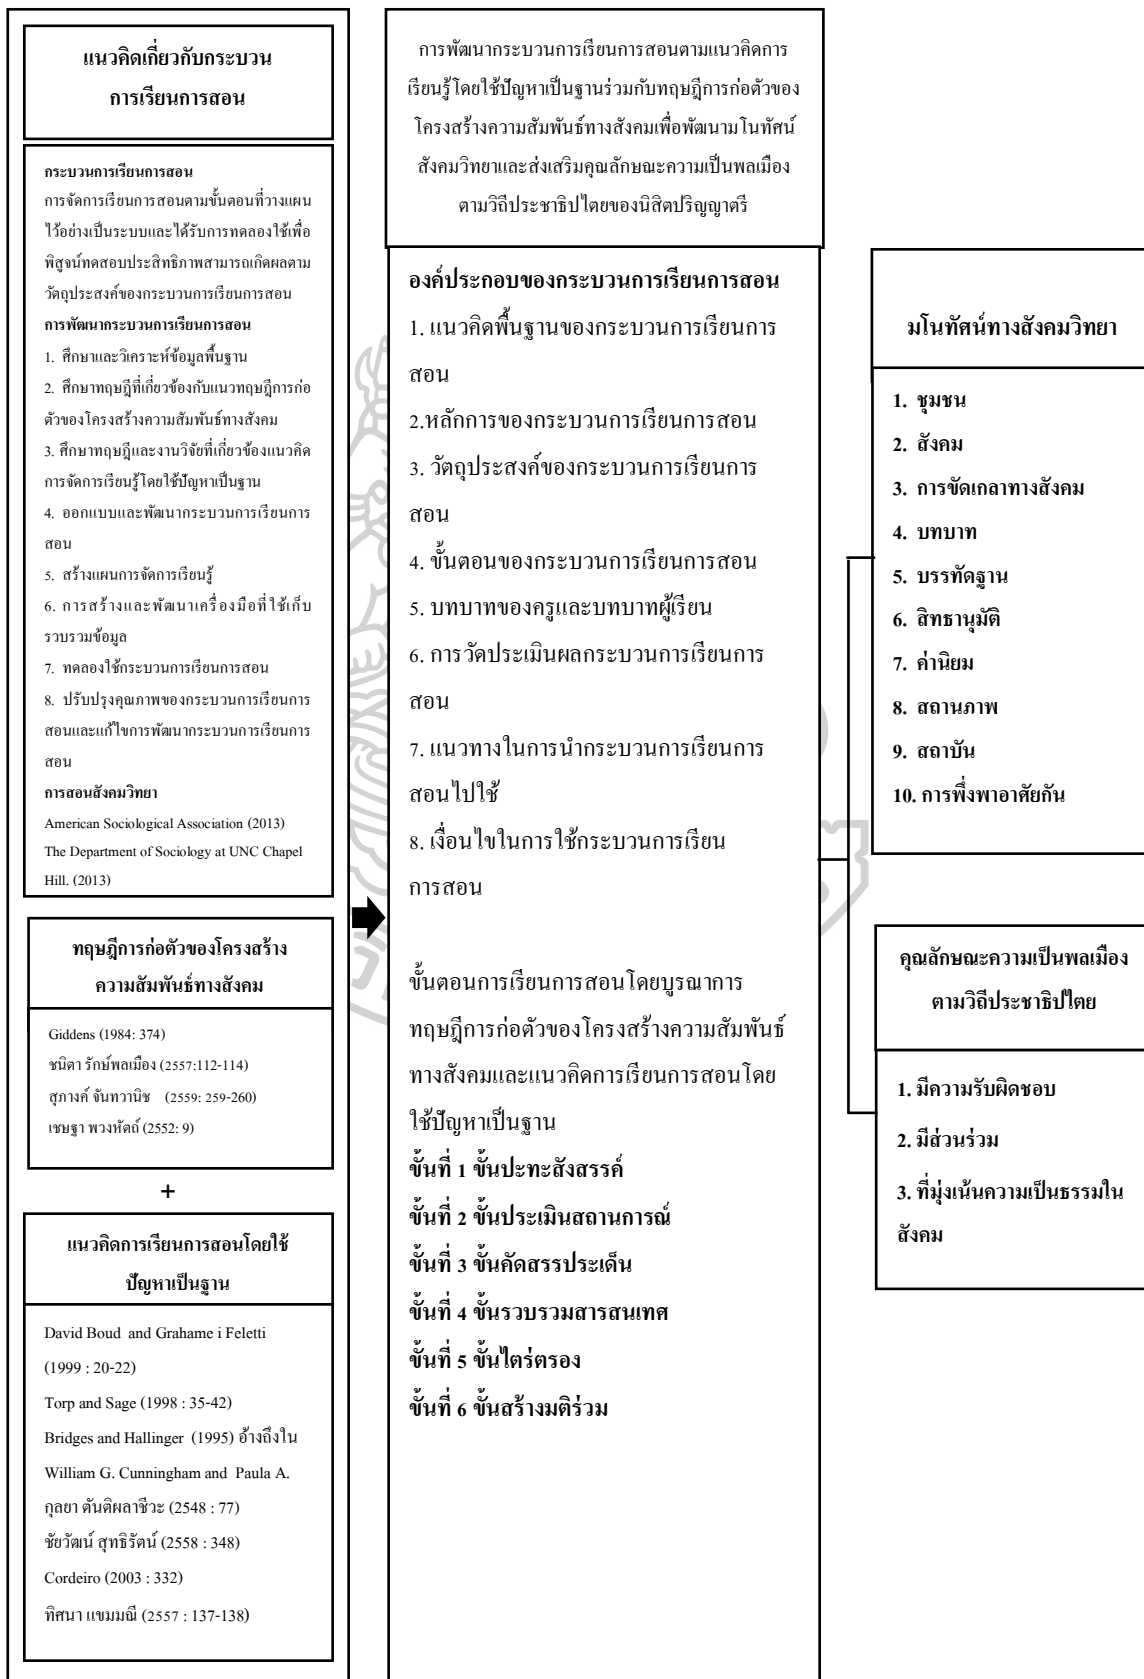 แนวคิดเกี่ยวกับกระบวน
การเรียนการสอน
กระบวนการเรียนการสอน
การจัดการเรียนการสอนตามขั้นตอนที่วางแผน
ไว้อย่างเป็นระบบและได้รับการทดลองใช้เพื่อ
พิสูจน์ทดสอบประสิทธิภาพสามารถเกิดผลตาม
วัตถุประสงค์ของกระบวนการเรียนการสอน
การพัฒนากระบวนการเรียนการสอน
1. ศึกษาและวิเคราะห์ข้อมูลพื้นฐาน
2. ศึกษาทฤษฎีที่เกี่ยวข้องกับแนวทฤษฎีการก่อ
ตัวของโครงสร้างความสัมพันธ์ทางสังคม
3. ศึกษาทฤษฎีและงานวิจัยที่เกี่ยวข้องแนวคิด
การจัดการเรียนรู้โดยใช้ปัญหาเป็นฐาน
4. ออกแบบและพัฒนากระบวนการเรียนการ
สอน
5. สร้างแผนการจัดการเรียนรู้
6. การสร้างและพัฒนาเครื่องมือที่ใช้เก็บ
รวบรวมข้อมูล
7. ทดลองใช้กระบวนการเรียนการสอน
8. ปรับปรุงคุณภาพของกระบวนการเรียนการ
สอนและแก้ไขการพัฒนากระบวนการเรียนการ
สอน
การสอนสังคมวิทยา
American Sociological Association (2013)
The Department of Sociology at UNC Chapel
Hill. (2013)
ทฤษฎีการก่อตัวของโครงสร้าง
ความสัมพันธ์ทางสังคม
Giddens (1984: 374)
ชนิตา รักษ์พลเมือง (2557:112-114)
สุภางค์ จันทวานิช (2559: 259-260)
เชษฐา พวงหัตถ์ (2552: 9)
+
แนวคิดการเรียนการสอนโดยใช้
ปัญหาเป็นฐาน
David Boud and Grahame i Feletti
(1999 : 20-22)
Torp and Sage (1998 : 35-42)
Bridges and Hallinger (1995) อ้างถึงใน
William G. Cunningham and Paula A.
กุลยา ตันติผลาชีวะ (2548 : 77)
ชัยวัฒน์ สุทธิรัตน์ (2558 : 348)
Cordeiro (2003 : 332)
ทิศนา แขมมณี (2557 : 137-138)
การพัฒนากระบวนการเรียนการสอนตามแนวคิดการ
เรียนรู้โดยใช้ปัญหาเป็นฐานร่วมกับทฤษฎีการก่อตัวของ
โครงสร้างความสัมพันธ์ทางสังคมเพื่อพัฒนามโนทัศน์
สังคมวิทยาและส่งเสริมคุณลักษณะความเป็นพลเมือง
ตามวิถีประชาธิปไตยของนิสิตปริญญาตรี
องค์ประกอบของกระบวนการเรียนการสอน
1. แนวคิดพื้นฐานของกระบวนการเรียนการ
สอน
2.หลักการของกระบวนการเรียนการสอน
3. วัตถุประสงค์ของกระบวนการเรียนการ
สอน
4. ขั้นตอนของกระบวนการเรียนการสอน
5. บทบาทของครูและบทบาทผู้เรียน
6. การวัดประเมินผลกระบวนการเรียนการ
สอน
7. แนวทางในการนำกระบวนการเรียนการ
สอนไปใช้
8. เงื่อนไขในการใช้กระบวนการเรียน
การสอน
ขั้นตอนการเรียนการสอนโดยบูรณาการ
ทฤษฎีการก่อตัวของโครงสร้างความสัมพันธ์
ทางสังคมและแนวคิดการเรียนการสอนโดย
ใช้ปัญหาเป็นฐาน
ขั้นที่ 1 ขั้นปะทะสังสรรค์
ขั้นที่ 2 ขั้นประเมินสถานการณ์
ขั้นที่ 3 ขั้นคัดสรรประเด็น
ขั้นที่ 4 ขั้นรวบรวมสารสนเทศ
ขั้นที่ 5 ขั้นไตร่ตรอง
ขั้นที่ 6 ขั้นสร้างมติร่วม
มโนทัศน์ทางสังคมวิทยา
1. ชุมชน
2. สังคม
3. การขัดเกลาทางสังคม
4. บทบาท
5. บรรทัดฐาน
6. สิทธานุมัติ
7. ค่านิยม
8. สถานภาพ
9. สถาบัน
10. การพึ่งพาอาศัยกัน
คุณลักษณะความเป็นพลเมือง
ตามวิถีประชาธิปไตย
1. มีความรับผิดชอบ
2. มีส่วนร่วม
3. ที่มุ่งเน้นความเป็นธรรมใน
สังคม